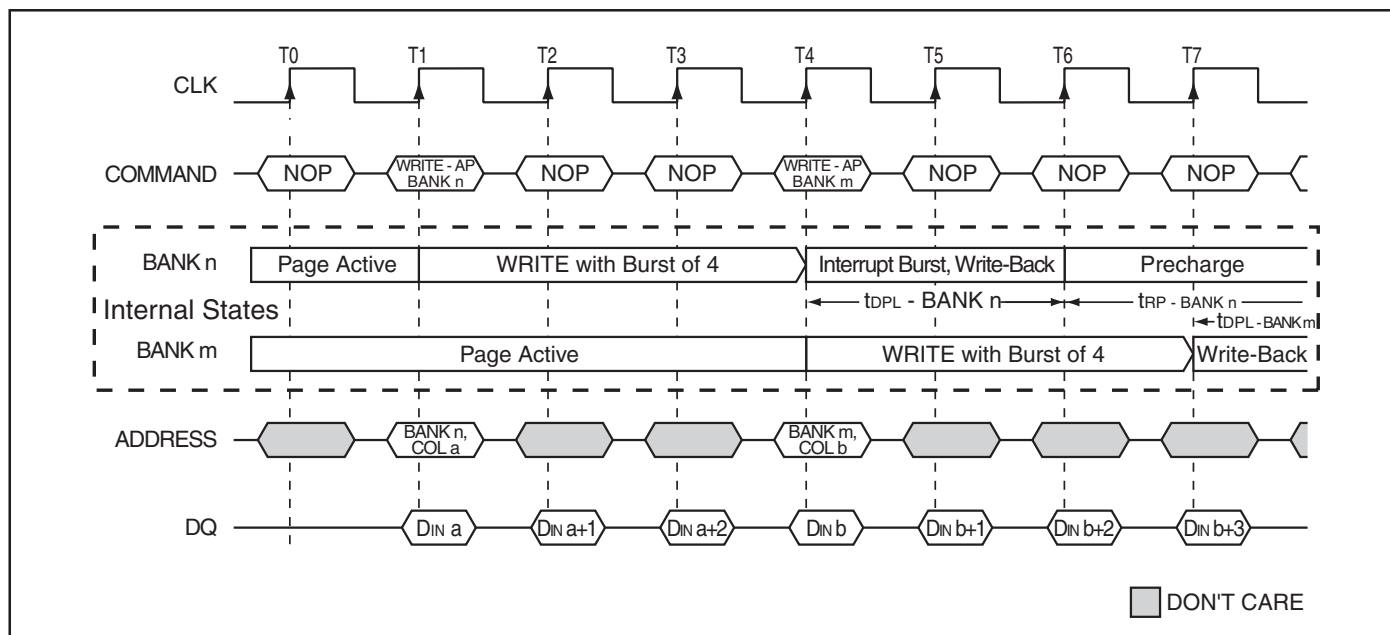 T0 T1 T2 T3 T4 T5 T6 T7
CLK
COMMAND NOP WRITE - AP BANK n NOP NOP WRITE - AP BANK m NOP NOP NOP
BANK n Page Active WRITE with Burst of 4 Interrupt Burst, Write-Back Precharge
tDPL - BANK n tRP - BANK n
Internal States
tDPL - BANK m
BANK m Page Active WRITE with Burst of 4 Write-Back
ADDRESS BANK n, COL a BANK m, COL b
DQ DIN a DIN a+1 DIN a+2 DIN b DIN b+1 DIN b+2 DIN b+3
DON'T CARE